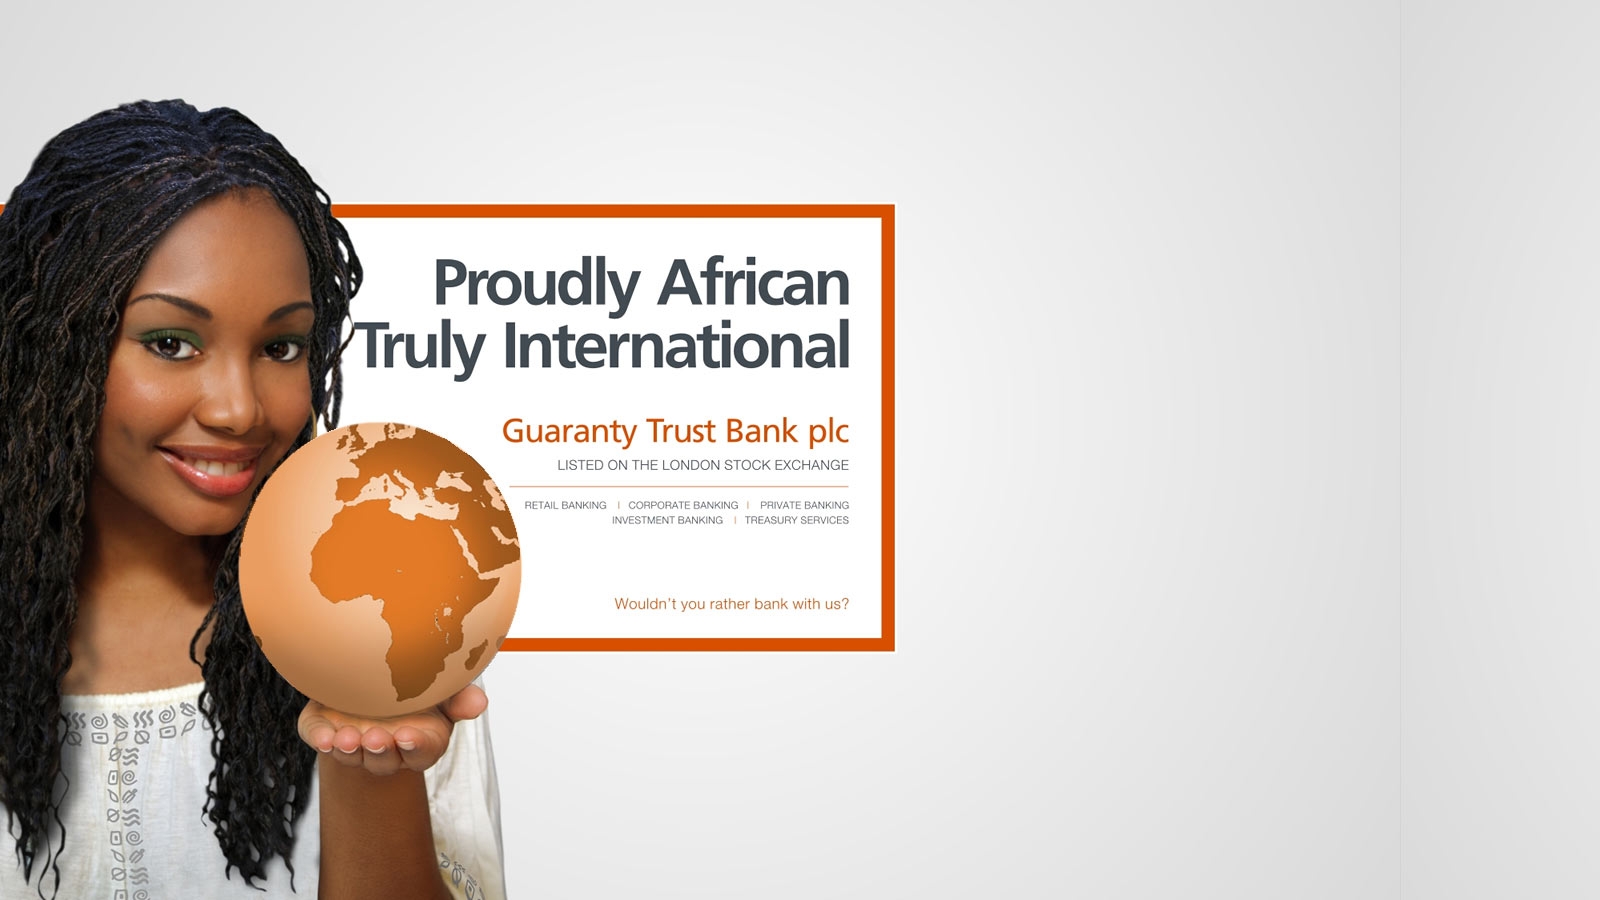 Proudly African
Truly International
Guaranty Trust Bank plc
LISTED ON THE LONDON STOCK EXCHANGE
RETAIL BANKING | CORPORATE BANKING | PRIVATE BANKING
INVESTMENT BANKING | TREASURY SERVICES
Wouldn't you rather bank with us?